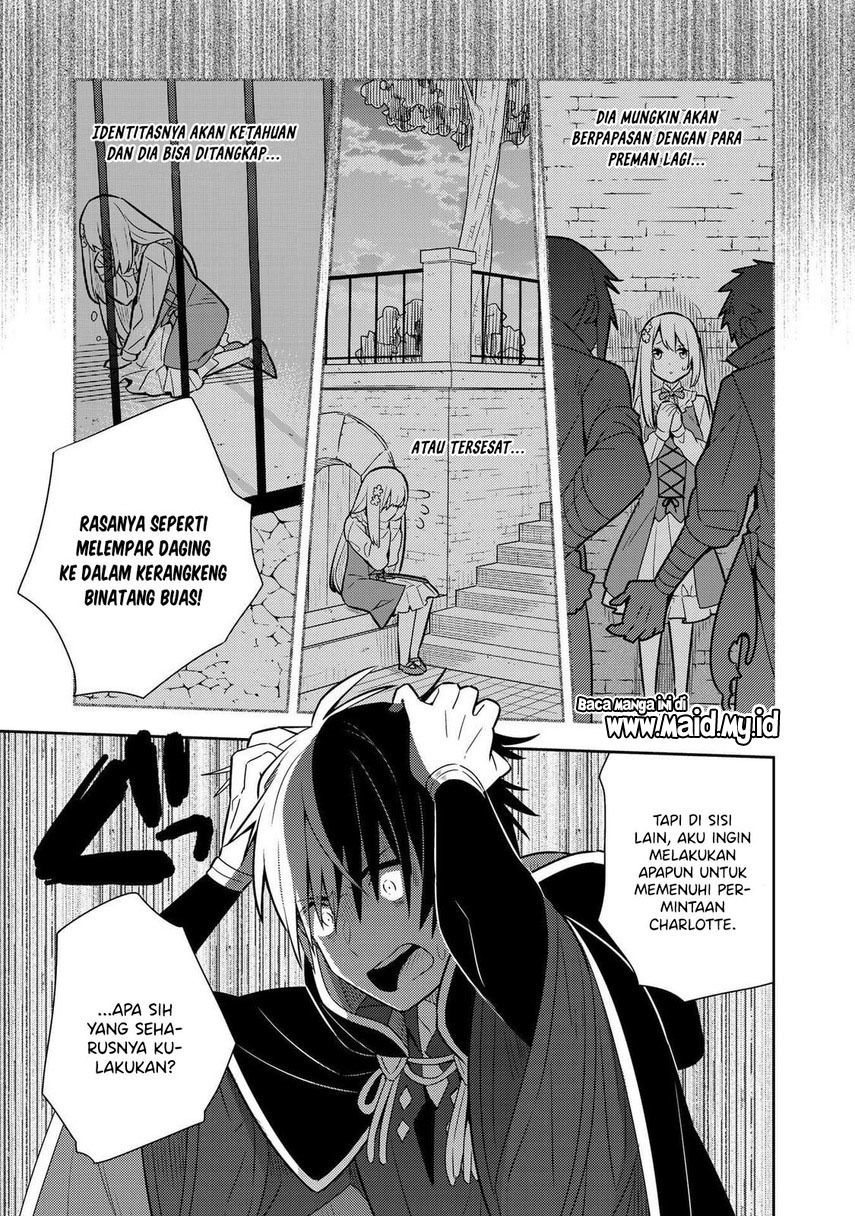 DIA MUNGKIN AKAN
BERPAPASAN DENGAN PARA
PREMAN LAGI...
ATAU TERSESAT...
IDENTITASNYA AKAN KETAHUAN
DAN DIA BISA DITANGKAP...
RASANYA SEPERTI
MELEMPAR DAGING
KE DALAM KERANGKENG
BINATANG BUAS!
Baca Manga ini di
www.Maid.My.id
TAPI DI SISI
LAIN, AKU INGIN
MELAKUKAN
APAPUN UNTUK
MEMENUHI PER-
MINTAAN
CHARLOTTE.
ぐっ
...APA SIH
YANG SEHA-
RUSNYA KU-
LAKUKAN?